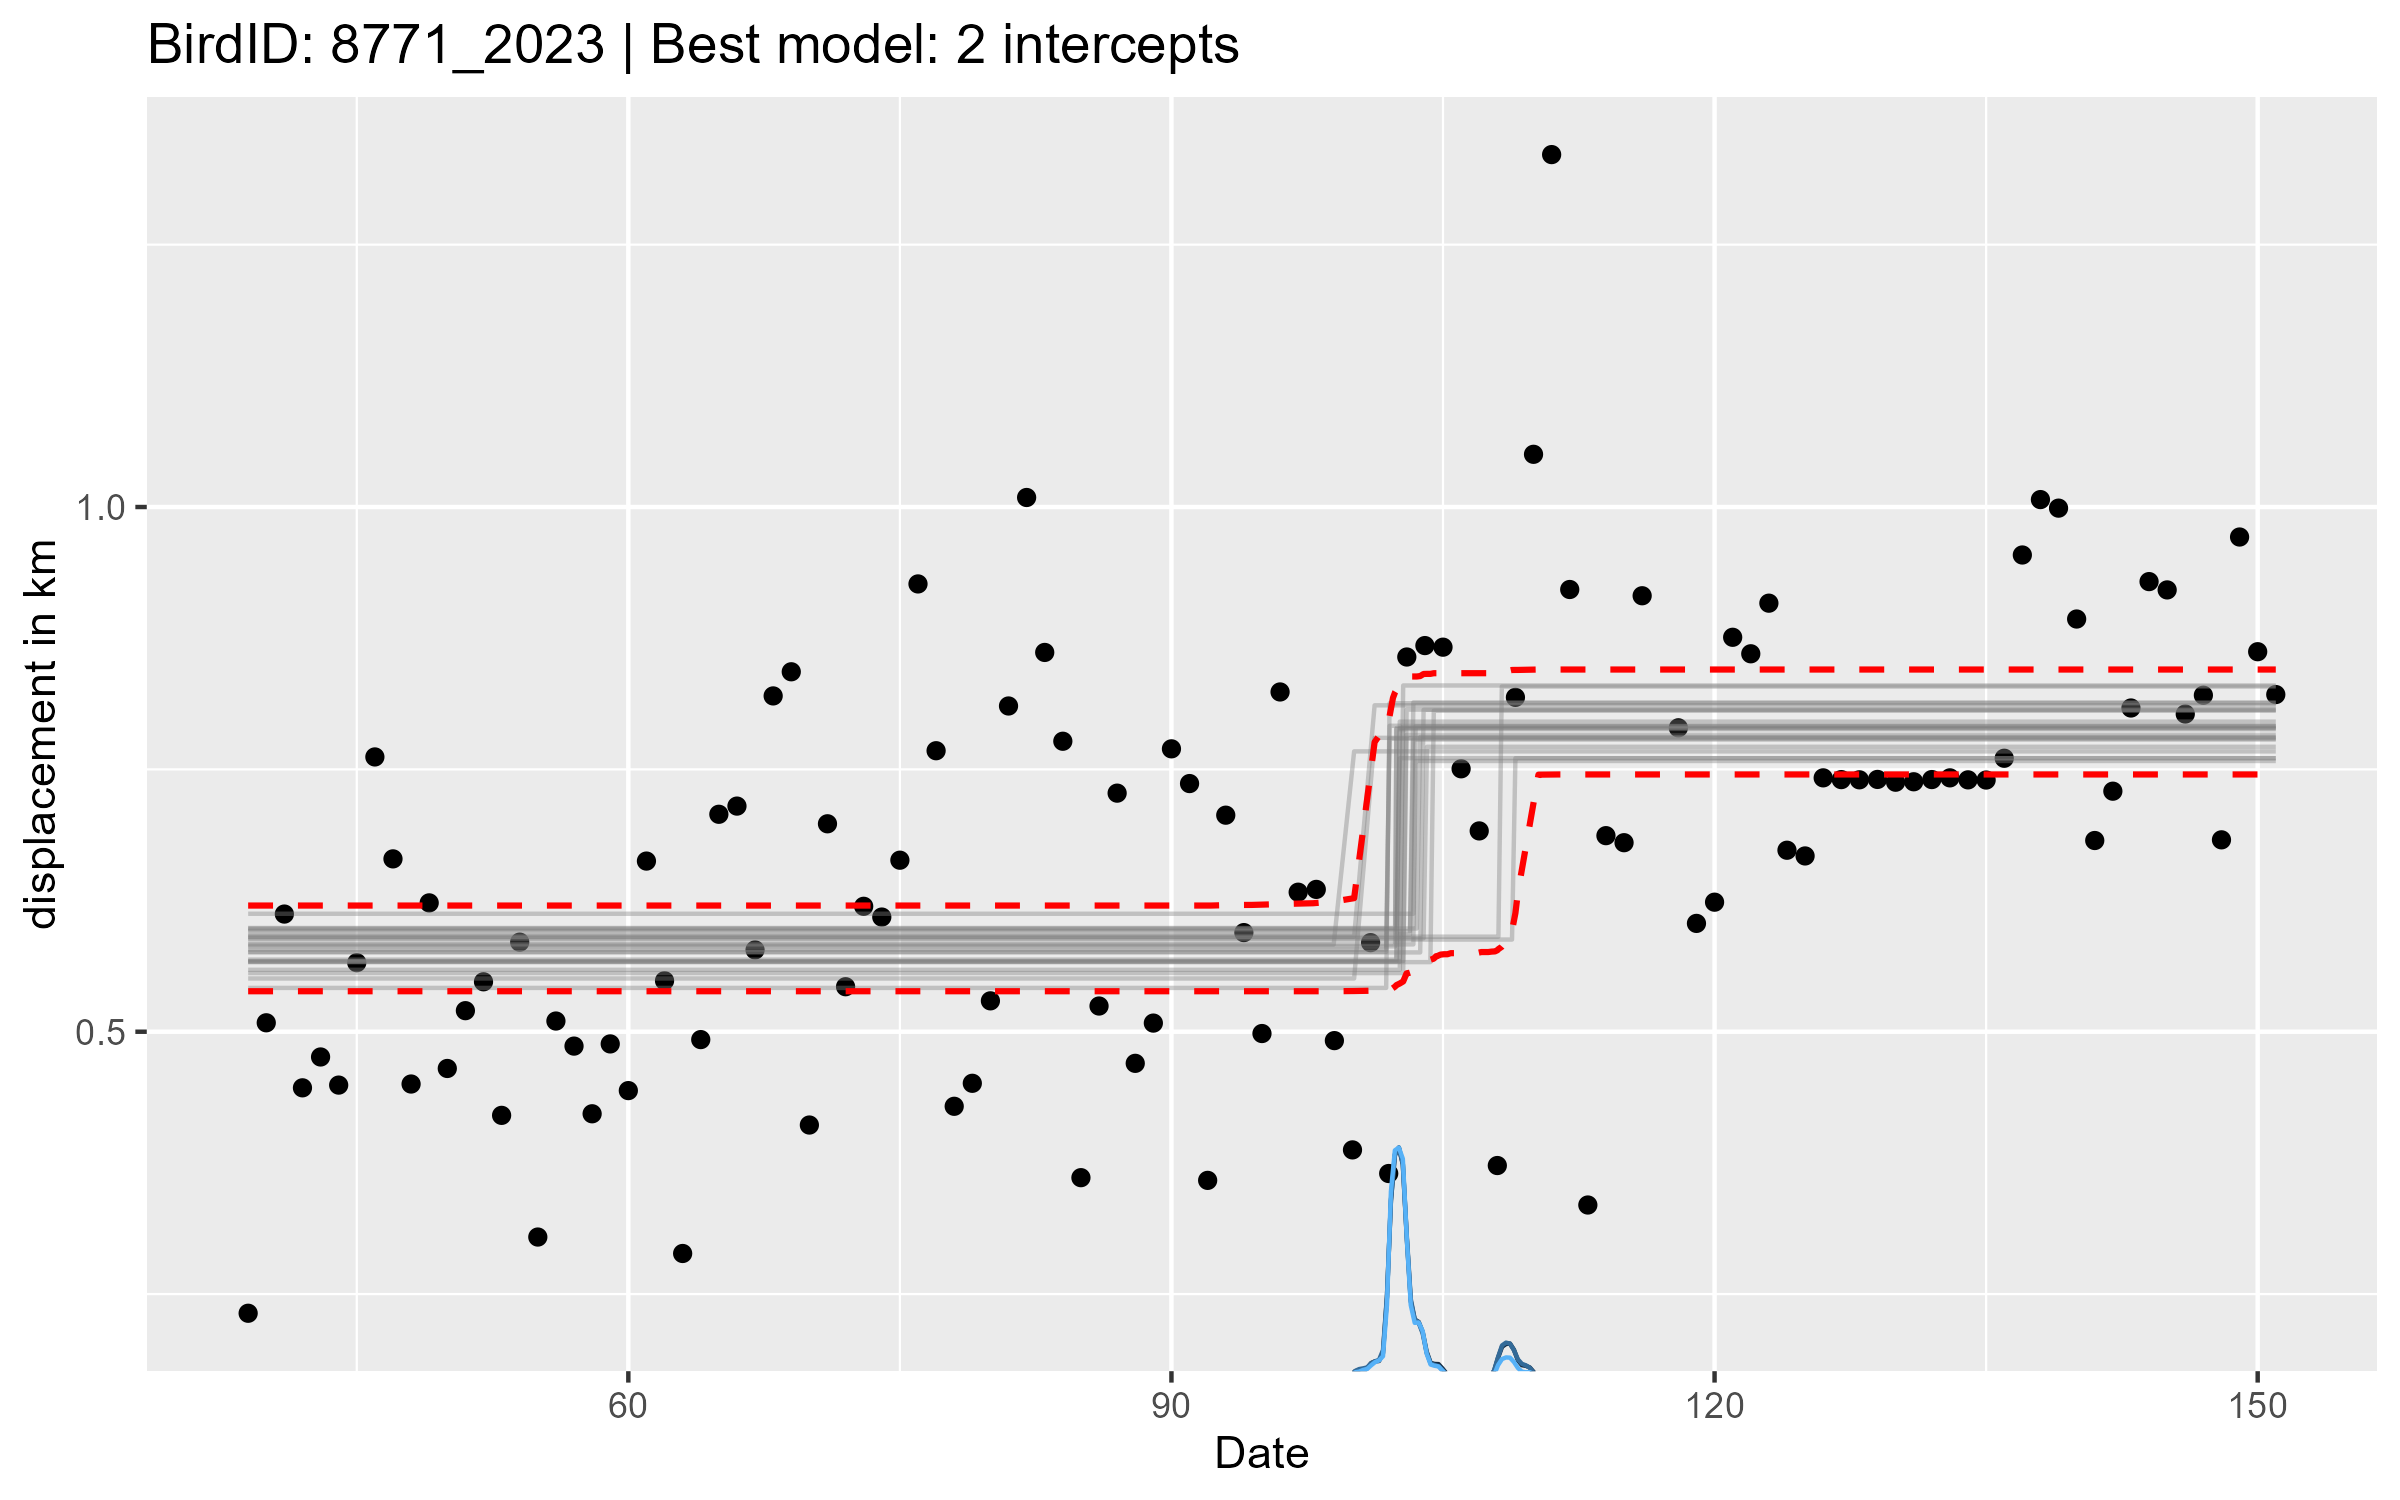 BirdID: 8771_2023 | Best model: 2 intercepts
displacement in km
1.0
0.5
60
90
120
150
Date